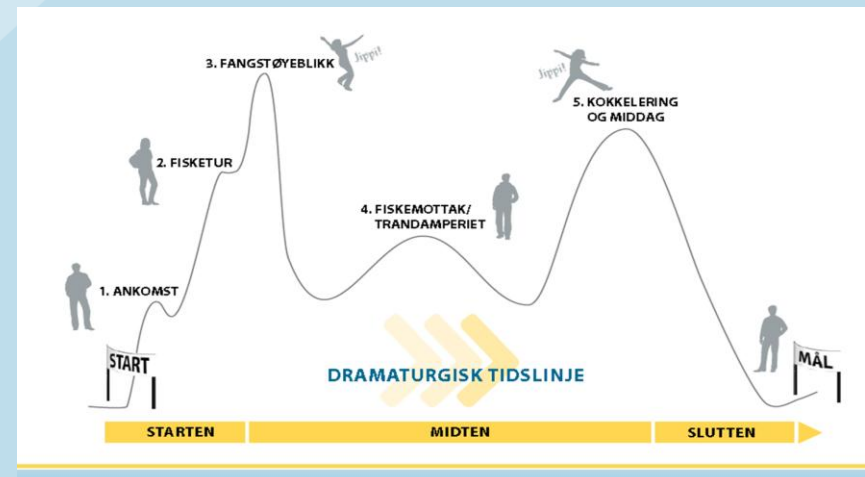 3. FANGSTØYEBLIKK
Jippi!
Jippi!
5. KOKKELERING
OG MIDDAG
2. FISKETUR
4. FISKEMOTTAK/
TRANDAMPERIET
1. ANKOMST
START
MÅL
DRAMATURGISK TIDSLINJE
STARTEN
MIDTEN
SLUTTEN